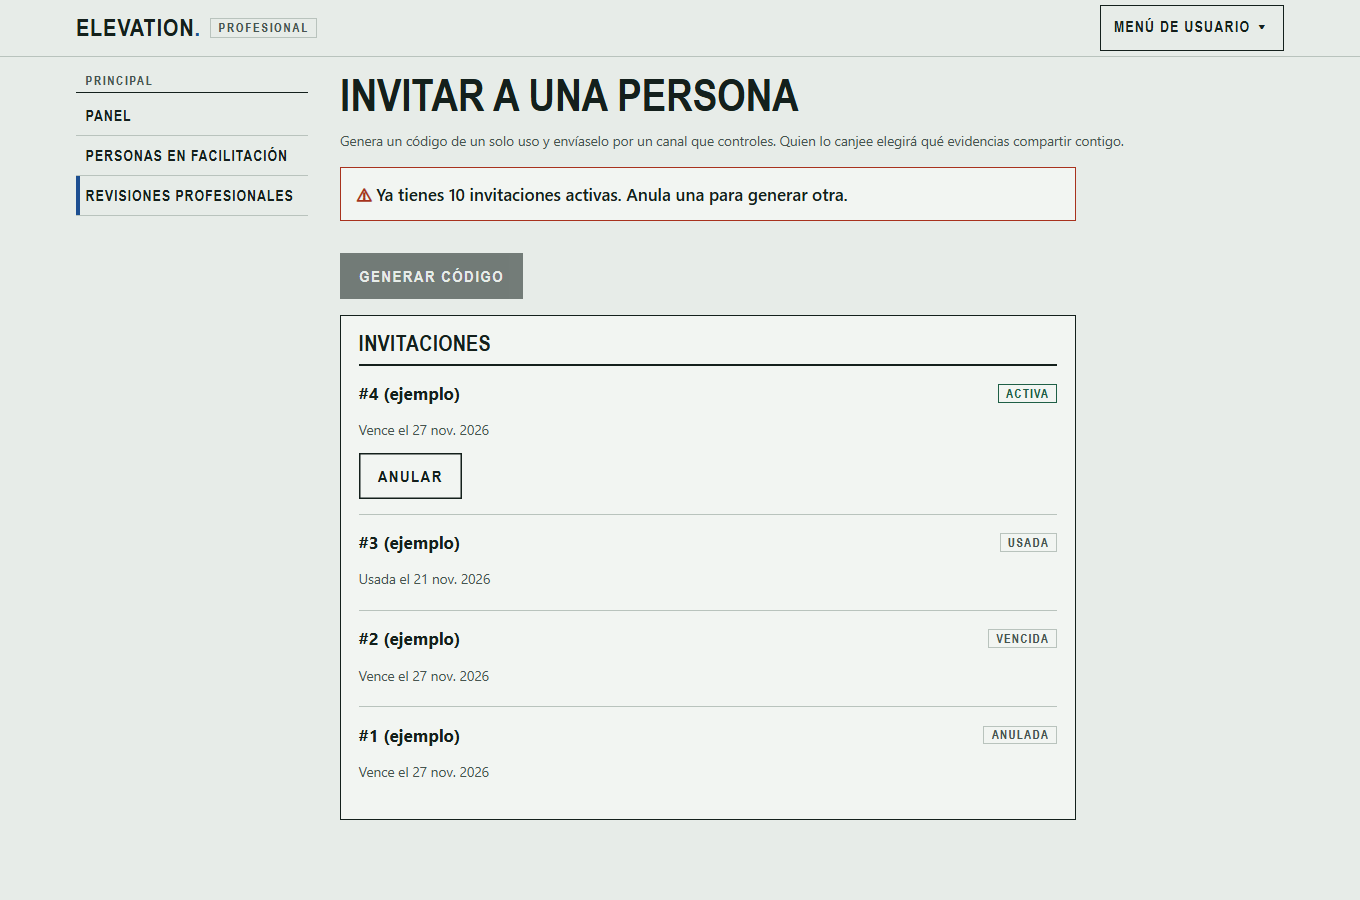 ELEVATION. PROFESIONAL
MENÚ DE USUARIO
PRINCIPAL
PANEL
PERSONAS EN FACILITACIÓN
REVISIONES PROFESIONALES
INVITAR A UNA PERSONA
Genera un código de un solo uso y envíaselo por un canal que controles. Quien lo canjee elegirá qué evidencias compartir contigo.
⚠ Ya tienes 10 invitaciones activas. Anula una para generar otra.
GENERAR CÓDIGO
INVITACIONES
#4 (ejemplo) ACTIVA
Vence el 27 nov. 2026
ANULAR
#3 (ejemplo) USADA
Usada el 21 nov. 2026
#2 (ejemplo) VENCIDA
Vence el 27 nov. 2026
#1 (ejemplo) ANULADA
Vence el 27 nov. 2026